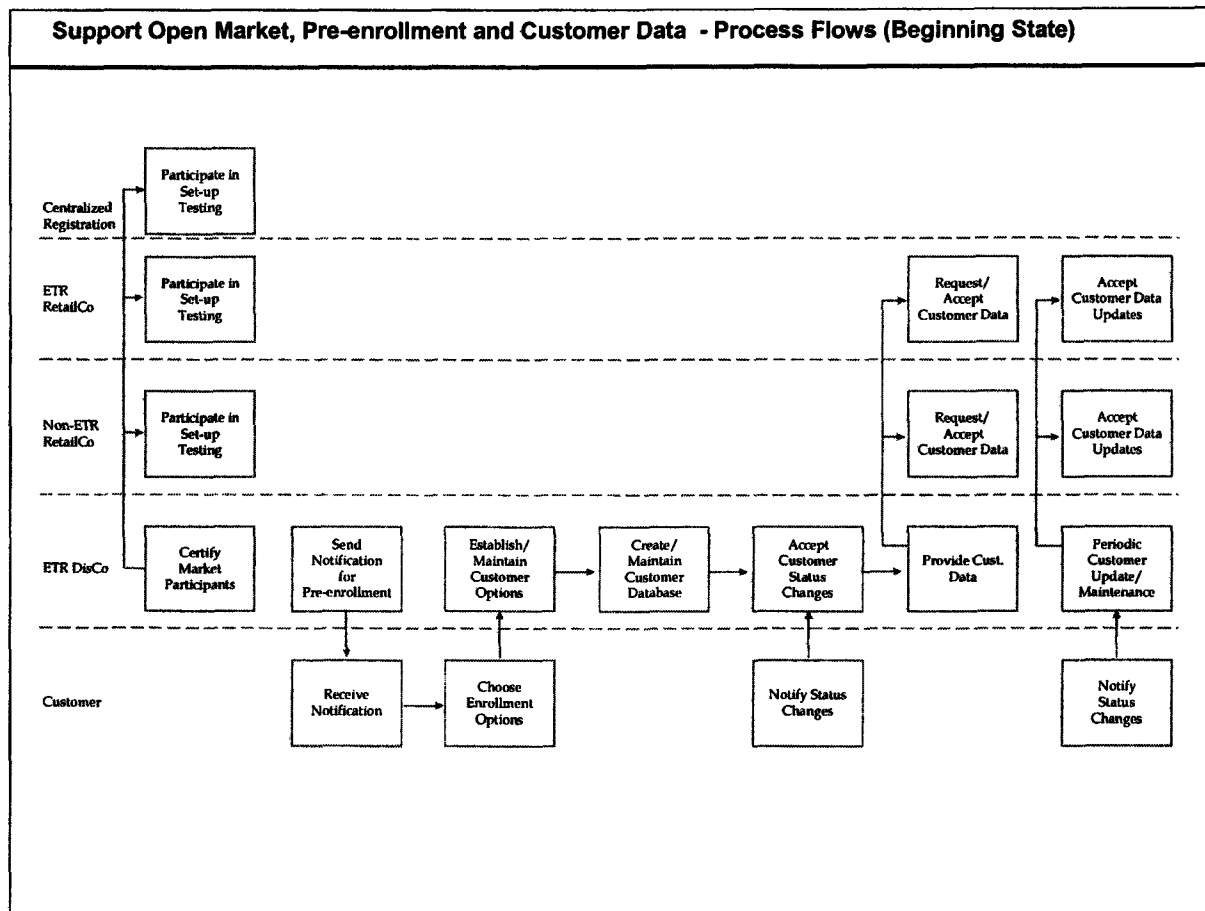 Support Open Market, Pre-enrollment and Customer Data - Process Flows (Beginning State)
Centralized
Registration
Participate in
Set-up
Testing
ETR
RetailCo
Participate in
Set-up
Testing
Request/
Accept
Customer Data
Accept
Customer Data
Updates
Non-ETR
RetailCo
Participate in
Set-up
Testing
Request/
Accept
Customer Data
Accept
Customer Data
Updates
ETR DisCo
Certify
Market
Participants
Send
Notification
for
Pre-enrollment
Establish/
Maintain
Customer
Options
Create/
Maintain
Customer
Database
Accept
Customer
Status
Changes
Provide Cust.
Data
Periodic
Customer
Update/
Maintenance
Customer
Receive
Notification
Choose
Enrollment
Options
Notify Status
Changes
Notify
Status
Changes